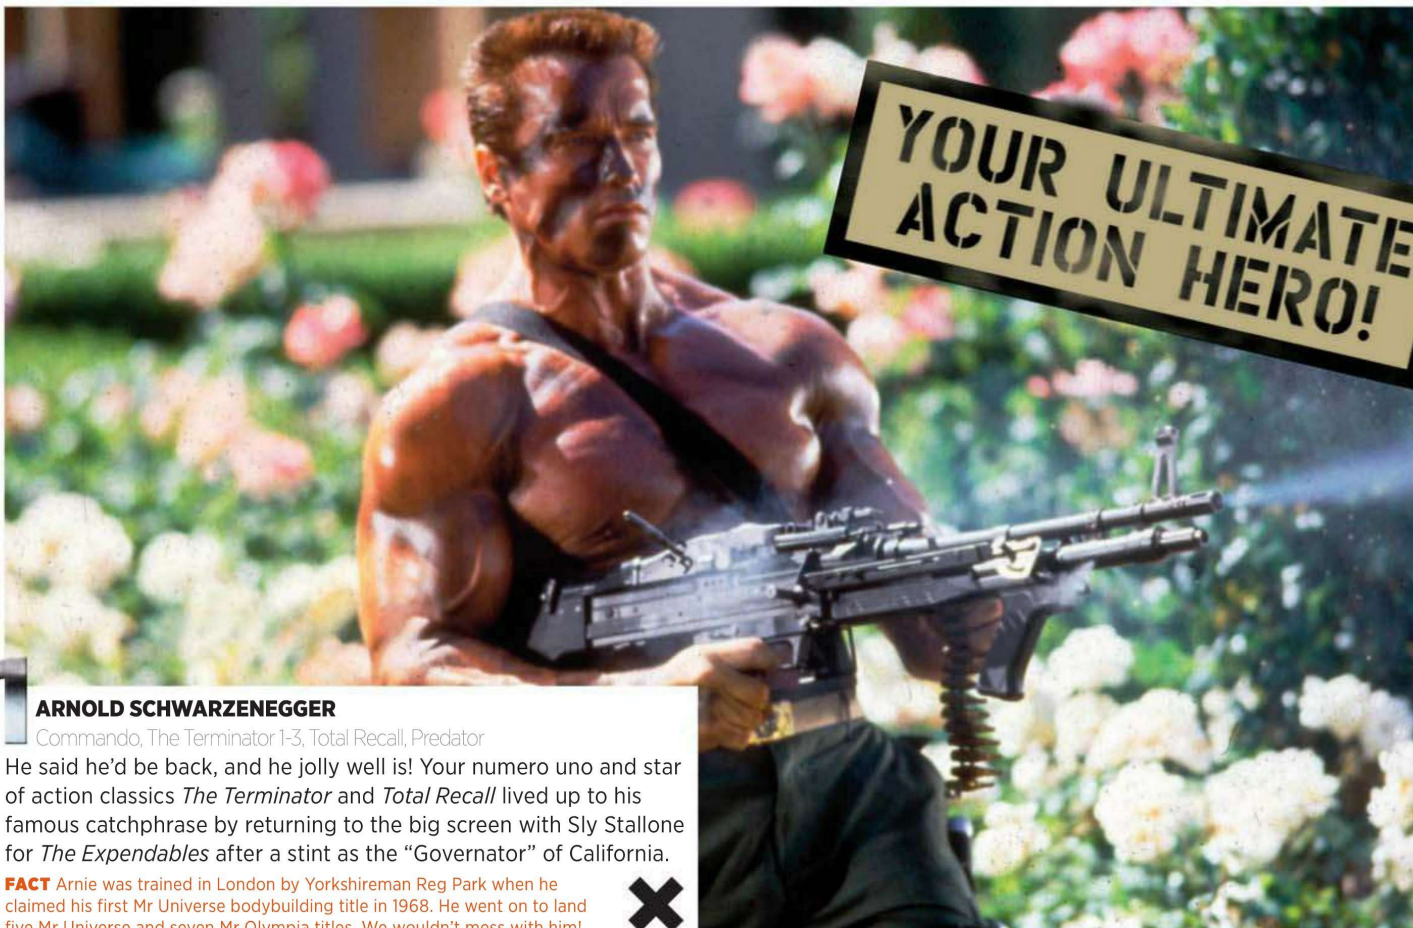 YOUR ULTIMATE
ACTION HERO!
1
ARNOLD SCHWARZENEGGER
Commando, The Terminator 1-3, Total Recall, Predator
He said he'd be back, and he jolly well is! Your numero uno and star
of action classics The Terminator and Total Recall lived up to his
famous catchphrase by returning to the big screen with Sly Stallone
for The Expendables after a stint as the “Governator” of California.
FACT Arnie was trained in London by Yorkshireman Reg Park when he
claimed his first Mr Universe bodybuilding title in 1968. He went on to land
five Mr Universe and seven Mr Olympia titles. We wouldn't mess with him!